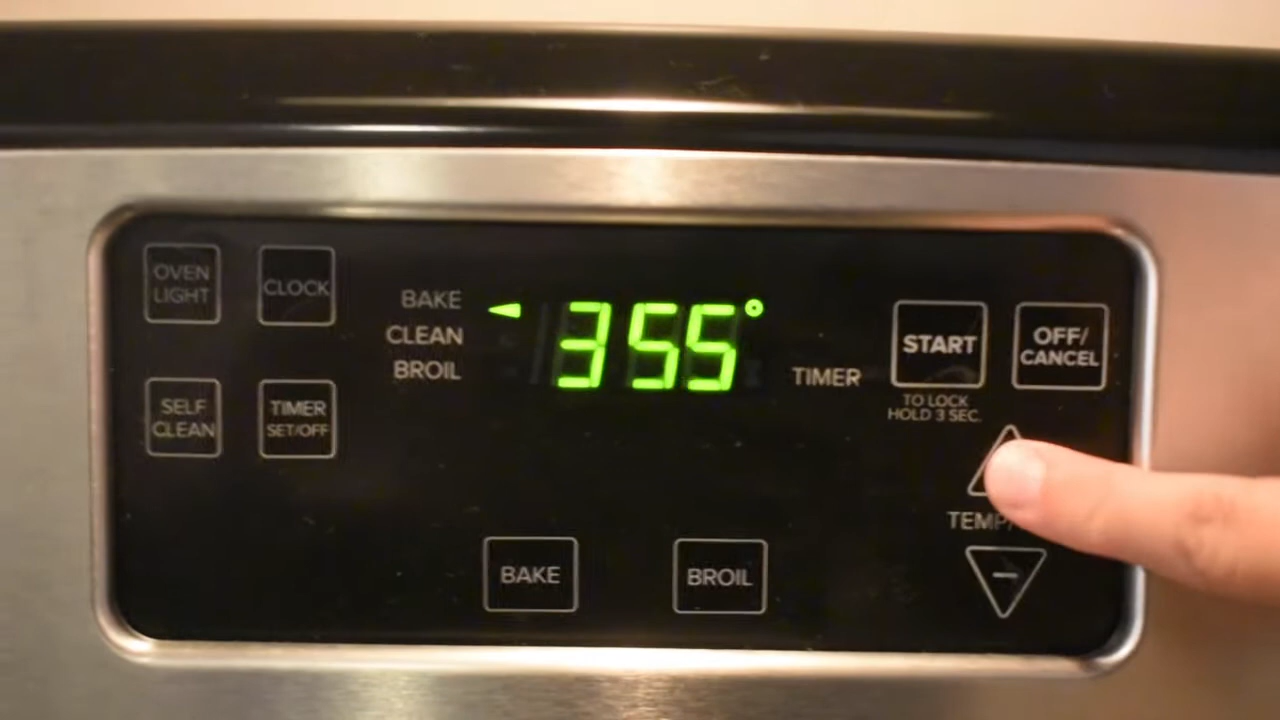 OVEN
LIGHT
CLOCK
BAKE
CLEAN
BROIL
355°
TIMER
START
TO LOCK
HOLD 3 SEC.
OFF/
CANCEL
SELF
CLEAN
TIMER
SET/OFF
TEMP/
BAKE
BROIL
−